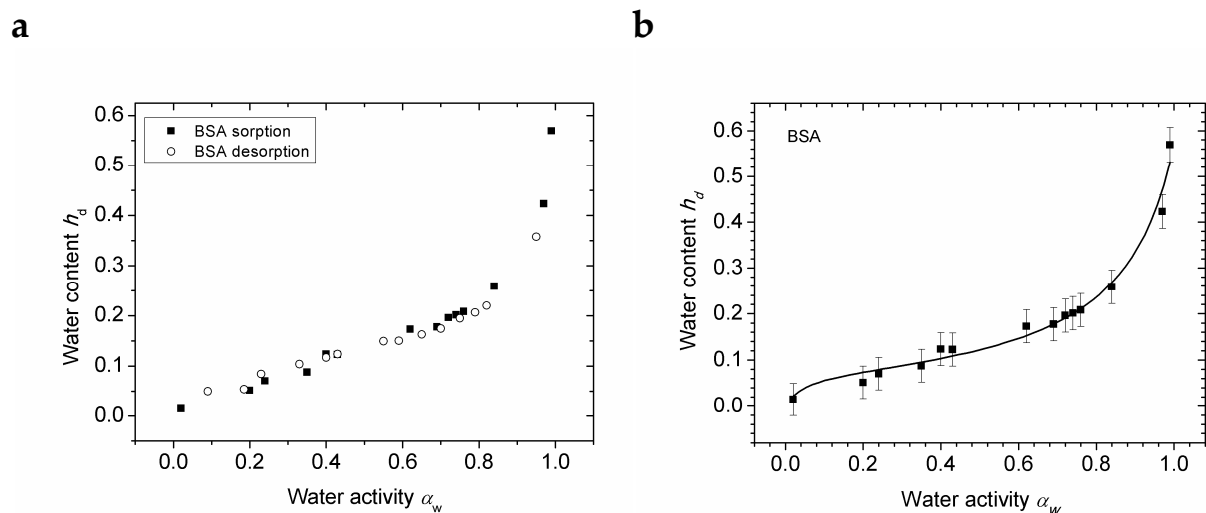 a
b
BSA sorption
BSA desorption
Water content hd
0.6
0.5
0.4
0.3
0.2
0.1
0.0
0.0 0.2 0.4 0.6 0.8 1.0
Water activity αw
BSA
Water content hd
0.6
0.5
0.4
0.3
0.2
0.1
0.0
0.0 0.2 0.4 0.6 0.8 1.0
Water activity αw